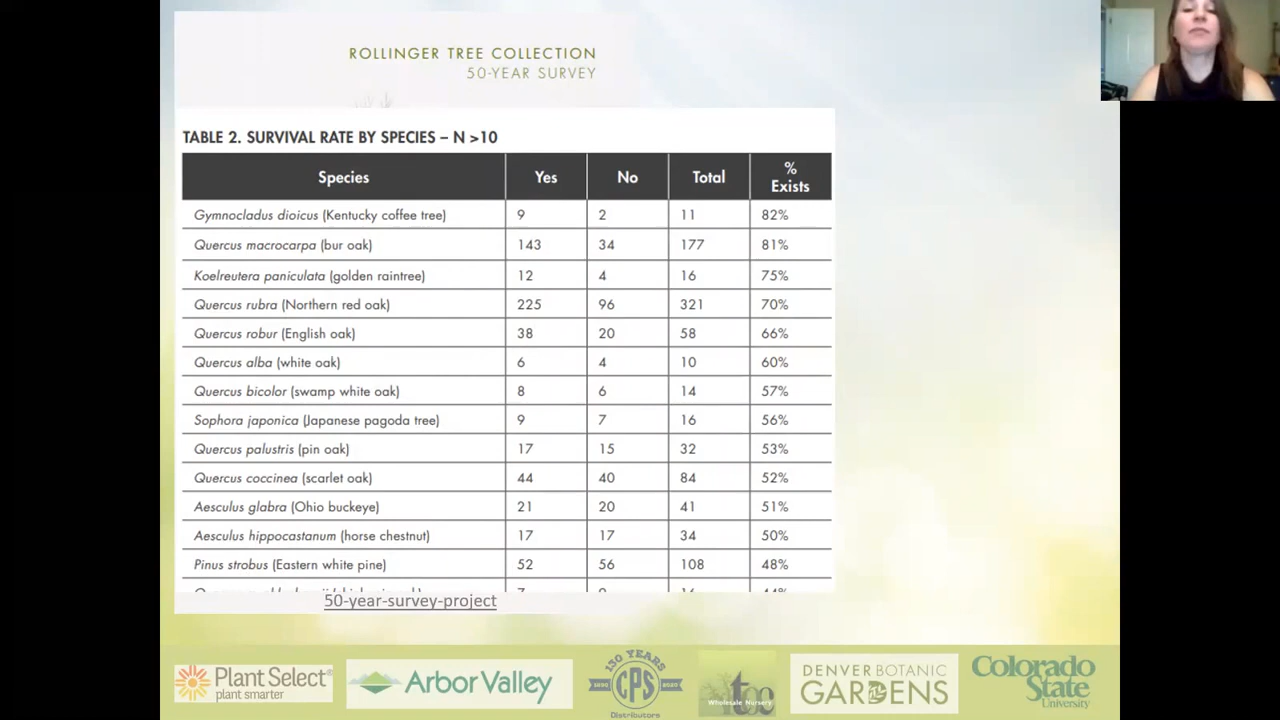 ROLLINGER TREE COLLECTION
50-YEAR SURVEY
TABLE 2. SURVIVAL RATE BY SPECIES – N >10
Species Yes No Total % Exists
Gymnocladus dioicus (Kentucky coffee tree) 9 2 11 82%
Quercus macrocarpa (bur oak) 143 34 177 81%
Koelreutera paniculata (golden raintree) 12 4 16 75%
Quercus rubra (Northern red oak) 225 96 321 70%
Quercus robur (English oak) 38 20 58 66%
Quercus alba (white oak) 6 4 10 60%
Quercus bicolor (swamp white oak) 8 6 14 57%
Sophora japonica (Japanese pagoda tree) 9 7 16 56%
Quercus palustris (pin oak) 17 15 32 53%
Quercus coccinea (scarlet oak) 44 40 84 52%
Aesculus glabra (Ohio buckeye) 21 20 41 51%
Aesculus hippocastanum (horse chestnut) 17 17 34 50%
Pinus strobus (Eastern white pine) 52 56 108 48%
50-year-survey-project
Plant Select®
plant smarter
Arbor Valley
130 YEARS
CPS
Distributors
tree
Wholesale Nursery
DENVER BOTANIC
GARDENS
Colorado
State
University